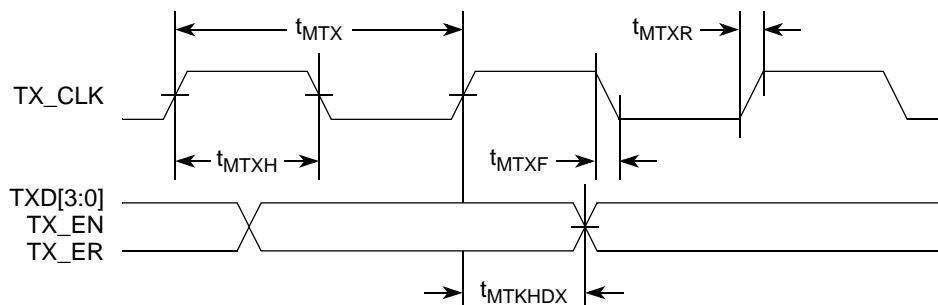 tMTX
tMTXR
TX_CLK
tMTXH
tMTXF
TXD[3:0]
TX_EN
TX_ER
tMTKHDX